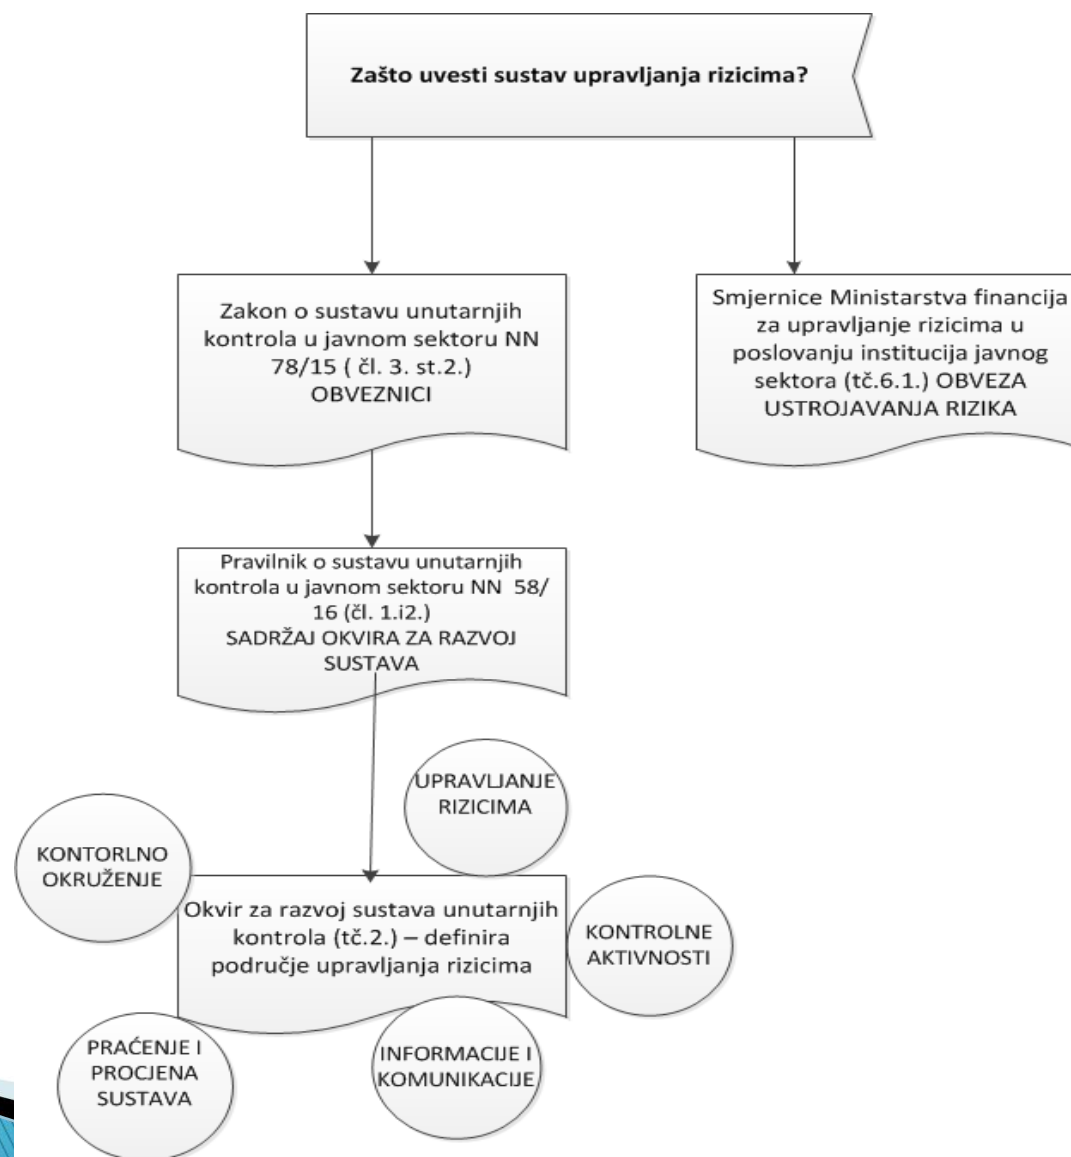 Zašto uvesti sustav upravljanja rizicima?
Zakon o sustavu unutarnjih
kontrola u javnom sektoru NN
78/15 ( čl. 3. st.2.)
OBVEZNICI
Smjernice Ministarstva financija
za upravljanje rizicima u
poslovanju institucija javnog
sektora (tč.6.1.) OBVEZA
USTROJAVANJA RIZIKA
Pravilnik o sustavu unutarnjih
kontrola u javnom sektoru NN  58/
16 (čl. 1.i2.)
SADRŽAJ OKVIRA ZA RAZVOJ
SUSTAVA
UPRAVLJANJE
RIZICIMA
KONTORLNO
OKRUŽENJE
Okvir za razvoj sustava unutarnjih
kontrola (tč.2.) – definira
područje upravljanja rizicima
KONTROLNE
AKTIVNOSTI
PRAĆENJE I
PROCJENA
SUSTAVA
INFORMACIJE I
KOMUNIKACIJE